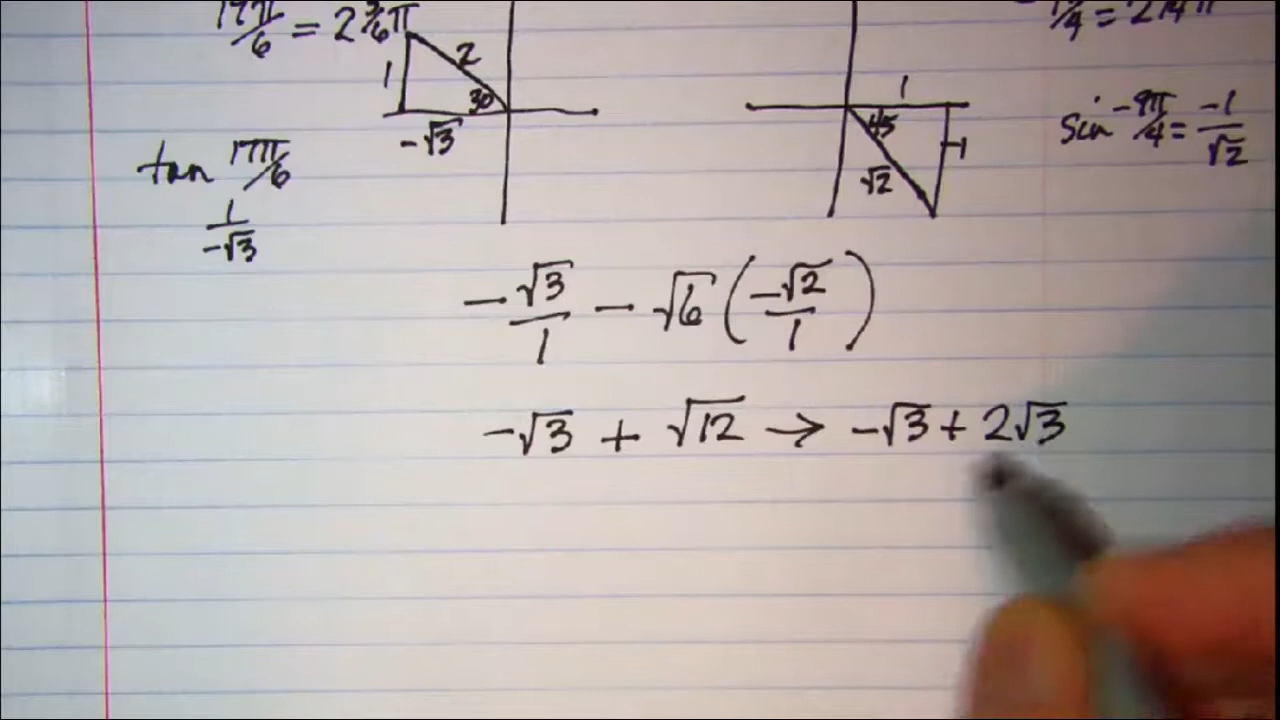 17π/6 = 2 5/6 π
1
2
30
-√3
tan 17π/6
1/-√3
1
45
-1
√2
sin -9π/4 = -1/√2
-√3/1 - √6 (-√2/1)
-√3 + √12 → -√3 + 2√3